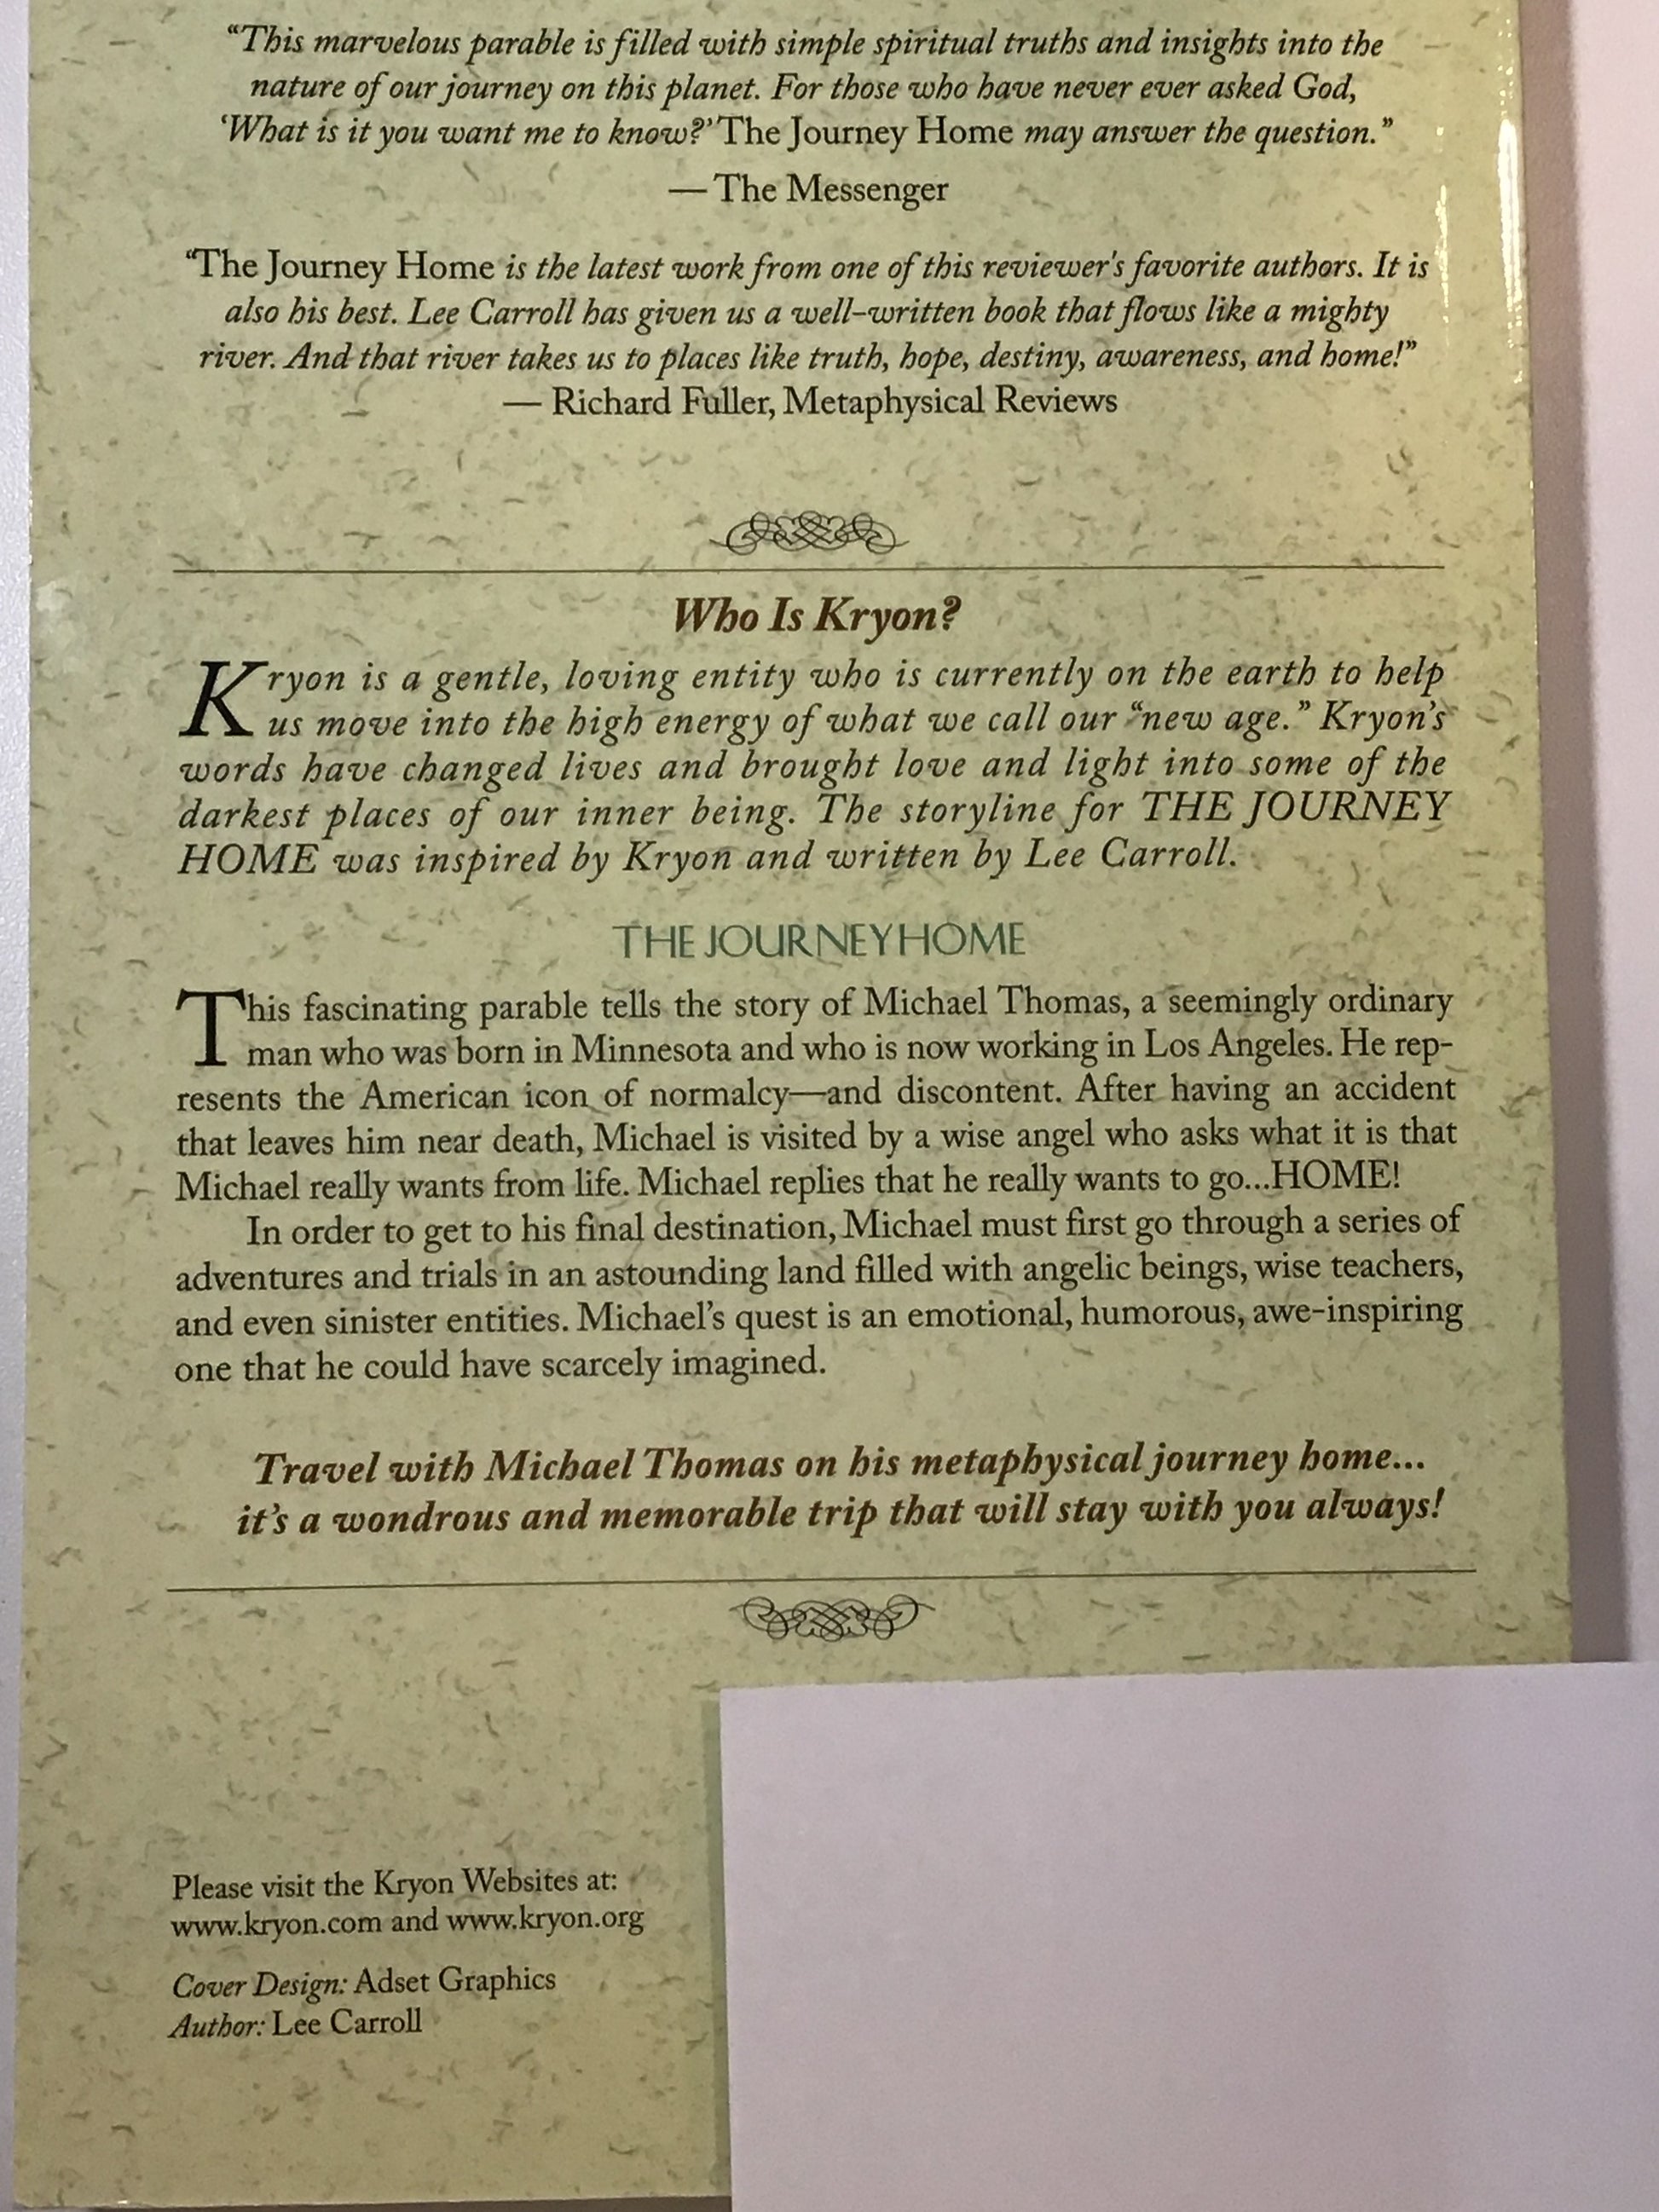 “This marvelous parable is filled with simple spiritual truths and insights into the
nature of our journey on this planet. For those who have never ever asked God,
‘What is it you want me to know?’ The Journey Home may answer the question.”
— The Messenger
“The Journey Home is the latest work from one of this reviewer's favorite authors. It is
also his best. Lee Carroll has given us a well-written book that flows like a mighty
river. And that river takes us to places like truth, hope, destiny, awareness, and home!”
— Richard Fuller, Metaphysical Reviews
Who Is Kryon?
Kryon is a gentle, loving entity who is currently on the earth to help
us move into the high energy of what we call our “new age.” Kryon’s
words have changed lives and brought love and light into some of the
darkest places of our inner being. The storyline for THE JOURNEY
HOME was inspired by Kryon and written by Lee Carroll.
THE JOURNEY HOME
This fascinating parable tells the story of Michael Thomas, a seemingly ordinary
man who was born in Minnesota and who is now working in Los Angeles. He rep-
resents the American icon of normalcy—and discontent. After having an accident
that leaves him near death, Michael is visited by a wise angel who asks what it is that
Michael really wants from life. Michael replies that he really wants to go...HOME!
In order to get to his final destination, Michael must first go through a series of
adventures and trials in an astounding land filled with angelic beings, wise teachers,
and even sinister entities. Michael’s quest is an emotional, humorous, awe-inspiring
one that he could have scarcely imagined.
Travel with Michael Thomas on his metaphysical journey home...
it’s a wondrous and memorable trip that will stay with you always!
Please visit the Kryon Websites at:
www.kryon.com and www.kryon.org
Cover Design: Adset Graphics
Author: Lee Carroll